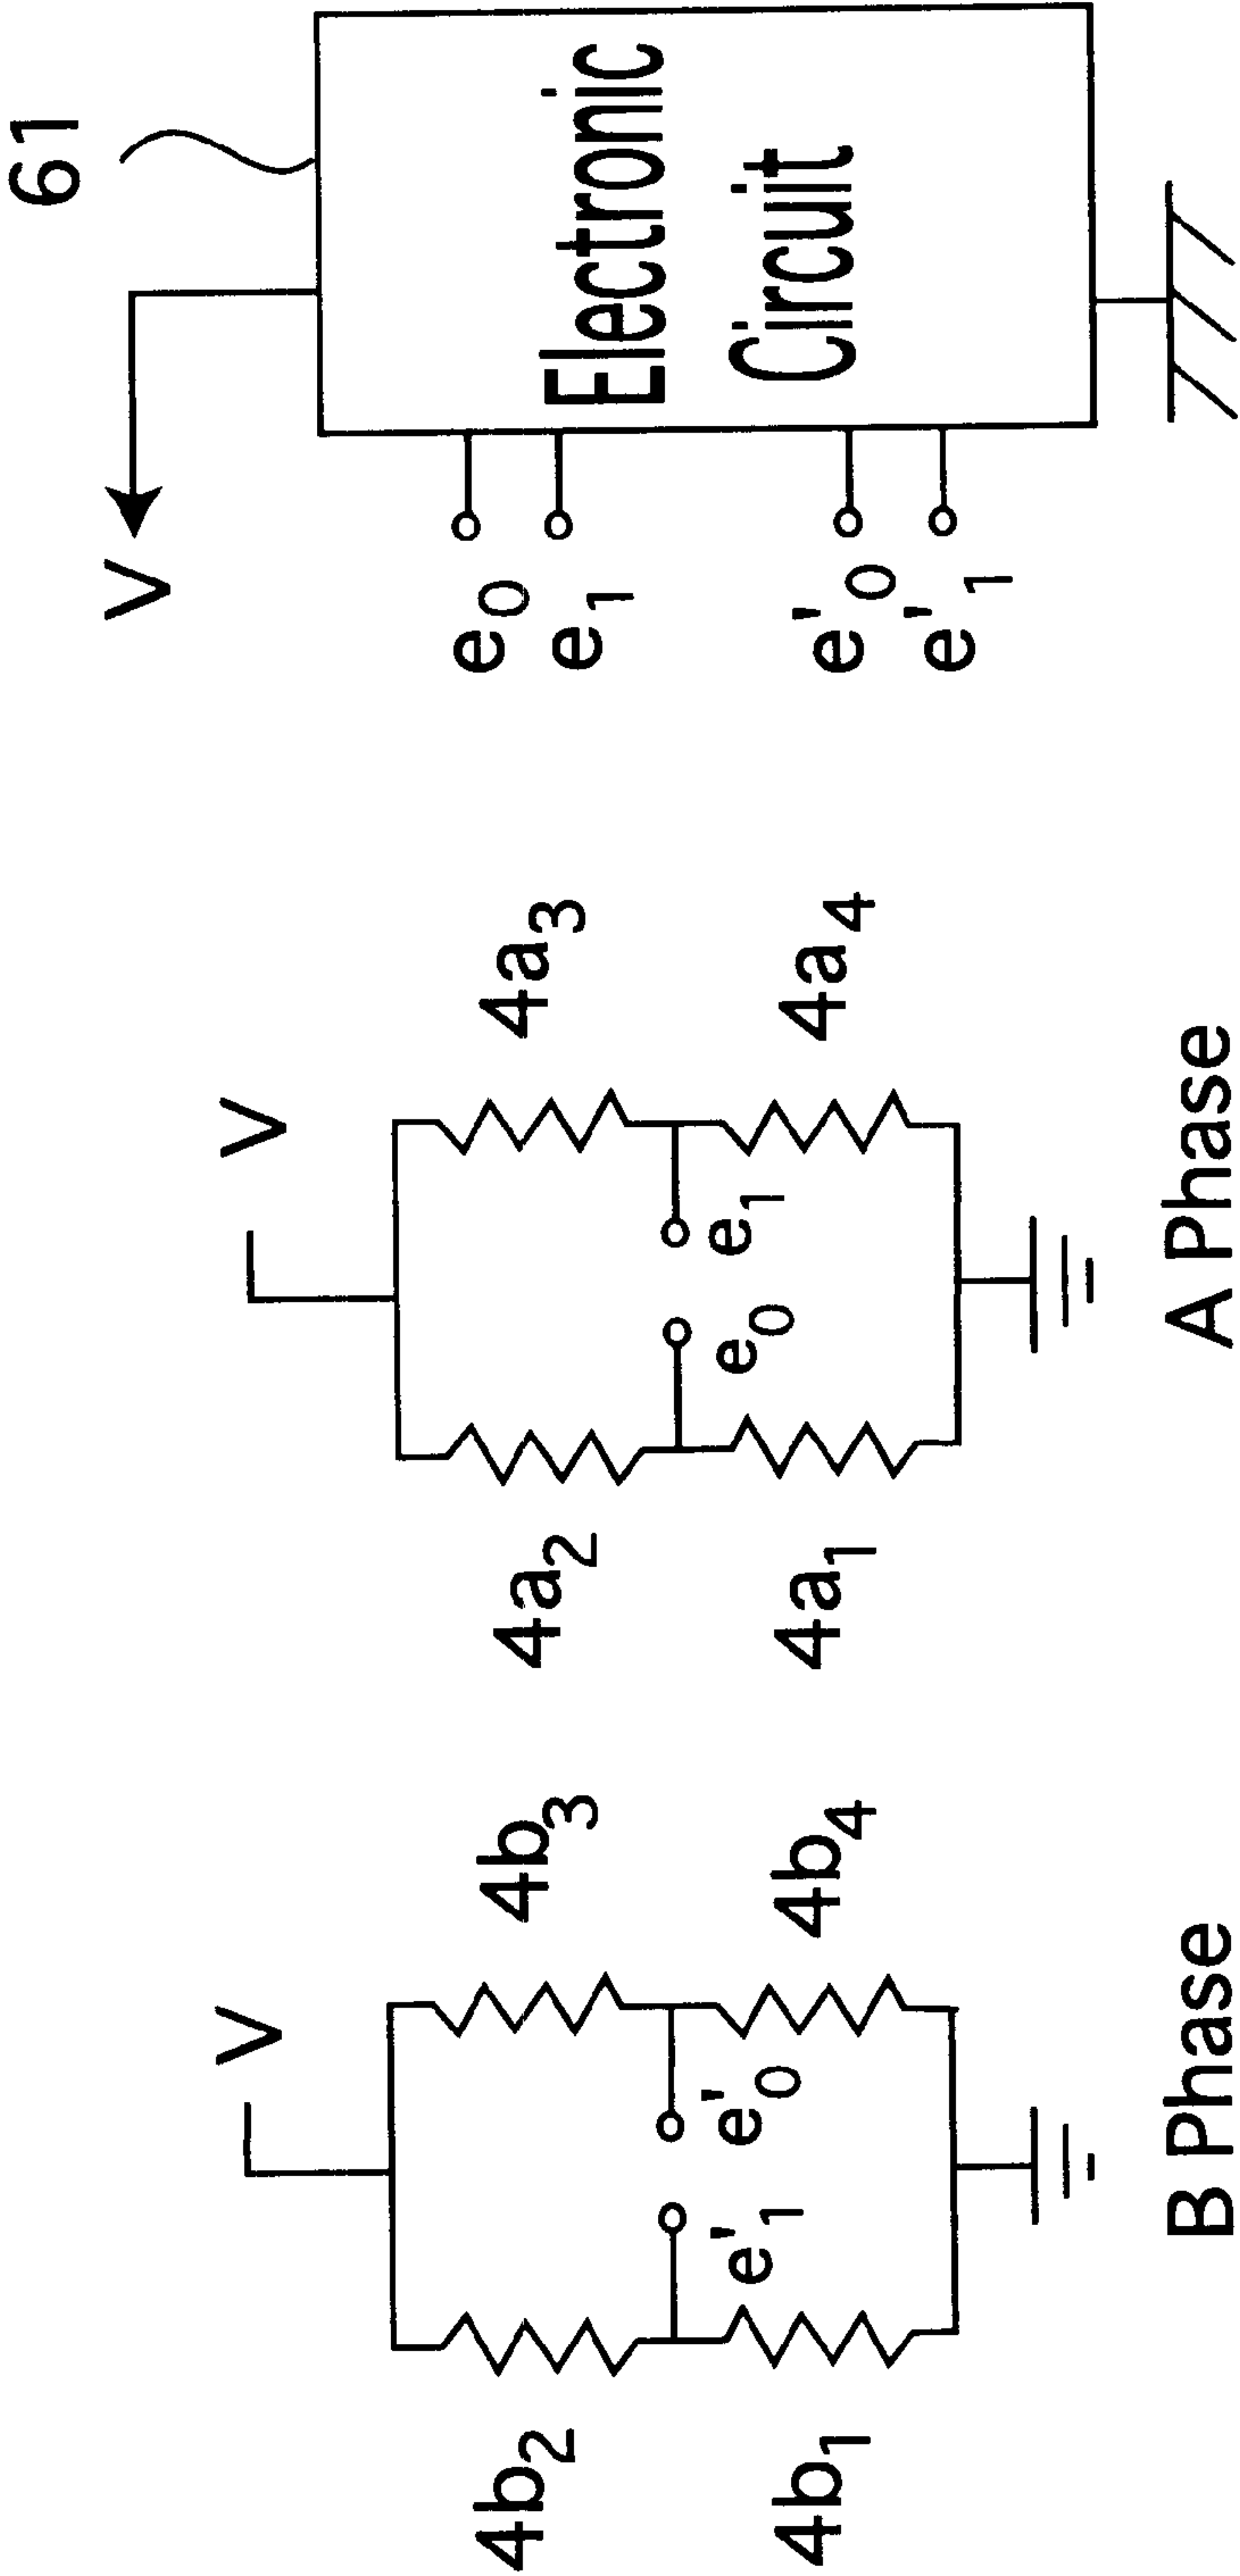 V
4b₂
4b₃
e'₁
e'₀
4b₁
4b₄
B Phase
V
4a₂
4a₃
e₀
e₁
4a₁
4a₄
A Phase
61
V
e₀
e₁
e'₀
e'₁
Electronic
Circuit